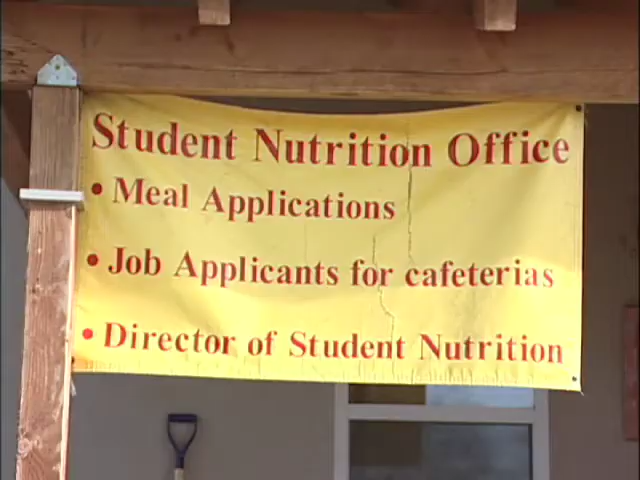 Student Nutrition Office
• Meal Applications
• Job Applicants for cafeterias
• Director of Student Nutrition